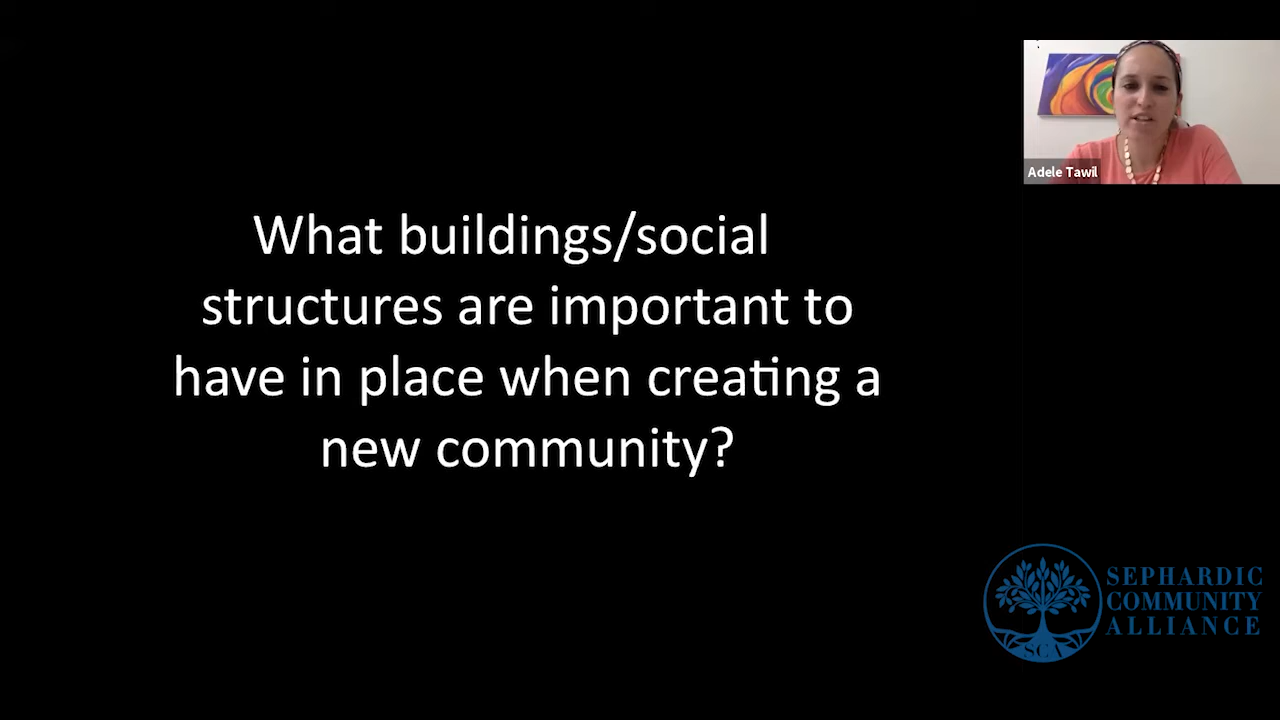 Adele Tawil
What buildings/social
structures are important to
have in place when creating a
new community?
SEPHARDIC
COMMUNITY
ALLIANCE
SCA